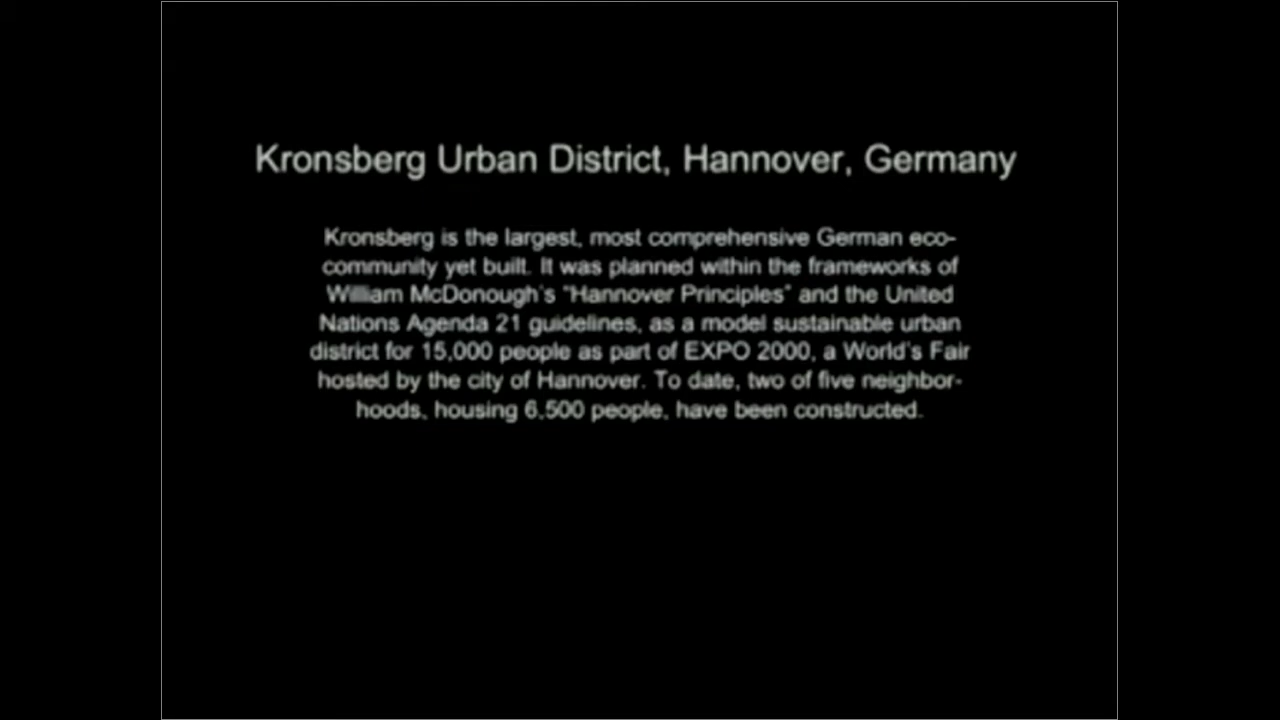 Kronsberg Urban District, Hannover, Germany
Kronsberg is the largest, most comprehensive German eco-
community yet built. It was planned within the frameworks of
William McDonough's "Hannover Principles" and the United
Nations Agenda 21 guidelines, as a model sustainable urban
district for 15,000 people as part of EXPO 2000, a World's Fair
hosted by the city of Hannover. To date, two of five neighbor-
hoods, housing 6,500 people, have been constructed.